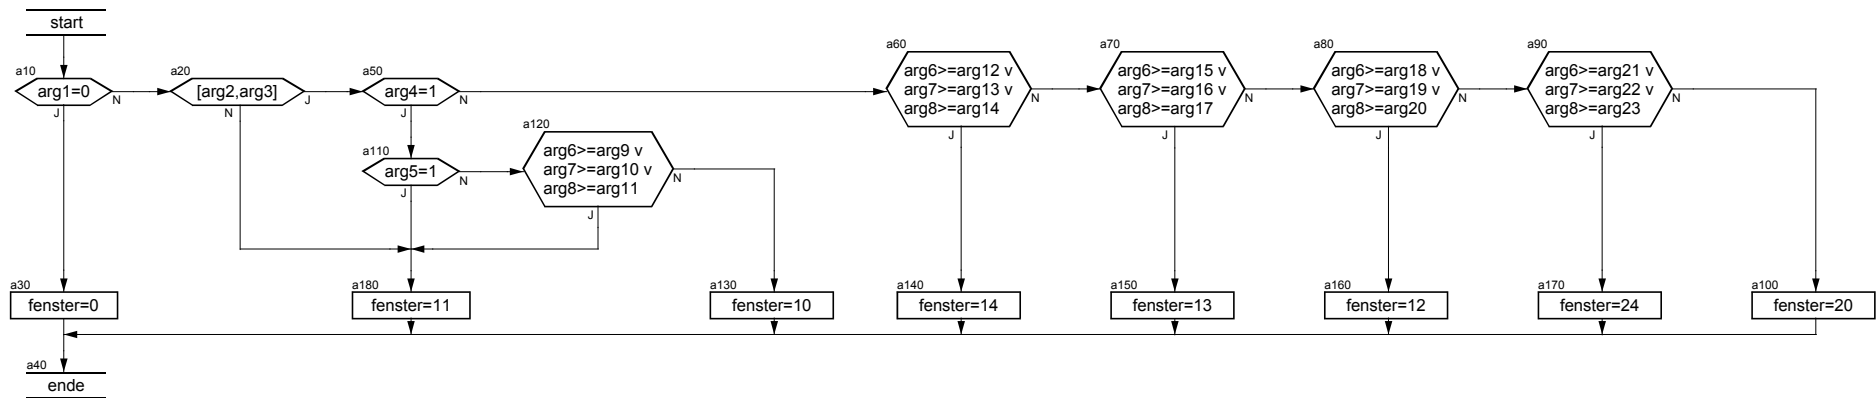 start
a10
arg1=0
N
J
a20
[arg2,arg3]
J
N
a50
arg4=1
N
J
a60
arg6>=arg12 v
arg7>=arg13 v
arg8>=arg14
N
J
a70
arg6>=arg15 v
arg7>=arg16 v
arg8>=arg17
N
J
a80
arg6>=arg18 v
arg7>=arg19 v
arg8>=arg20
N
J
a90
arg6>=arg21 v
arg7>=arg22 v
arg8>=arg23
N
J
a110
arg5=1
N
J
a120
arg6>=arg9 v
arg7>=arg10 v
arg8>=arg11
N
J
a30
fenster=0
a180
fenster=11
a130
fenster=10
a140
fenster=14
a150
fenster=13
a160
fenster=12
a170
fenster=24
a100
fenster=20
a40
ende